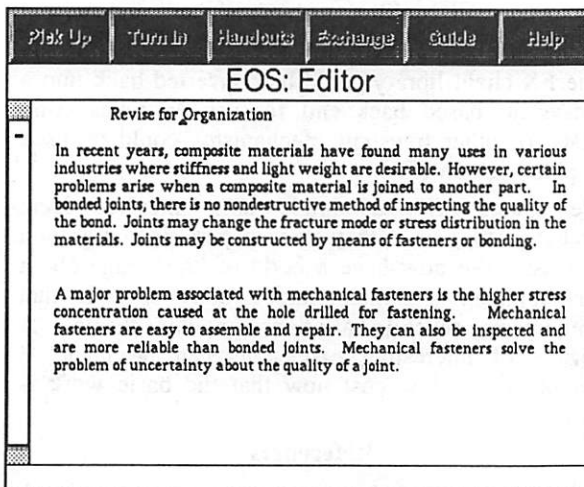 Pick Up Turn In Handouts Exchange Guide Help
EOS: Editor
Revise for Organization
In recent years, composite materials have found many uses in various
industries where stiffness and light weight are desirable. However, certain
problems arise when a composite material is joined to another part. In
bonded joints, there is no nondestructive method of inspecting the quality of
the bond. Joints may change the fracture mode or stress distribution in the
materials. Joints may be constructed by means of fasteners or bonding.
A major problem associated with mechanical fasteners is the higher stress
concentration caused at the hole drilled for fastening. Mechanical
fasteners are easy to assemble and repair. They can also be inspected and
are more reliable than bonded joints. Mechanical fasteners solve the
problem of uncertainty about the quality of a joint.